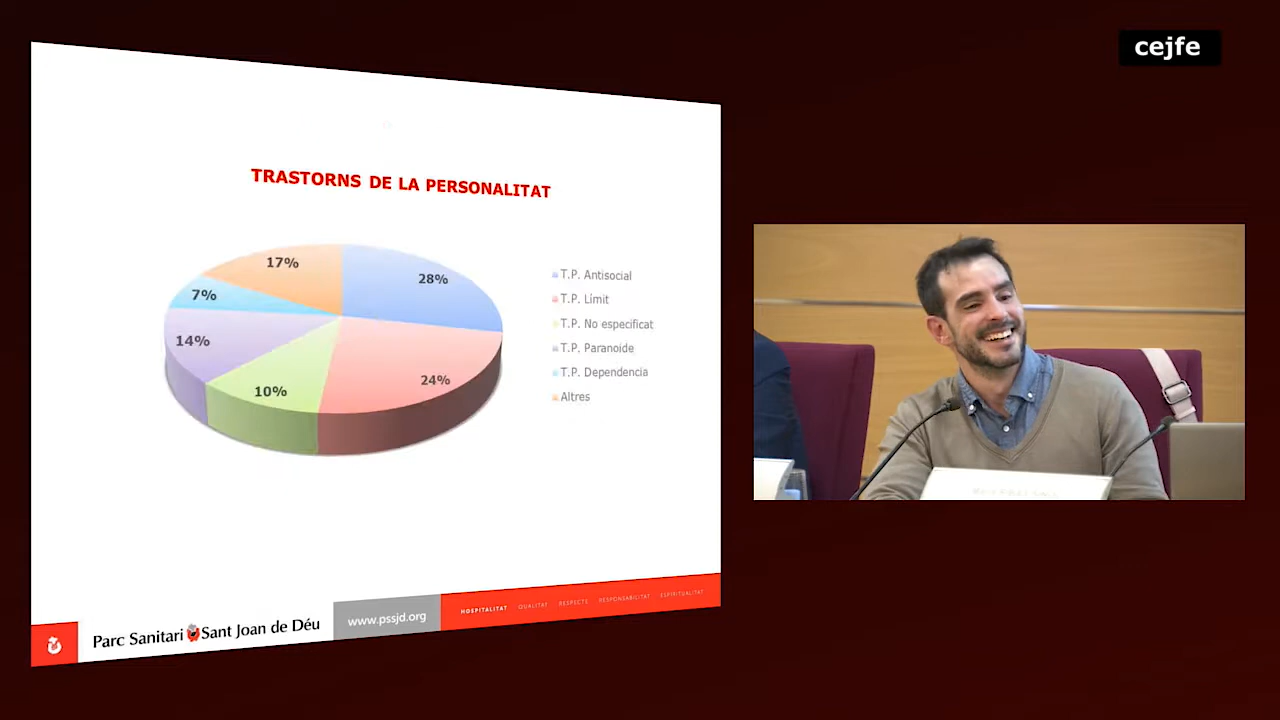 cejfe
TRASTORNS DE LA PERSONALITAT
17%
28%
7%
14%
10%
24%
T.P. Antisocial
T.P. Límit
T.P. No especificat
T.P. Paranoide
T.P. Dependencia
Altres
Parc Sanitari Sant Joan de Déu
www.pssjd.org
HOSPITALITAT QUALITAT RESPECTE RESPONSABILITAT ESPIRITUALITAT